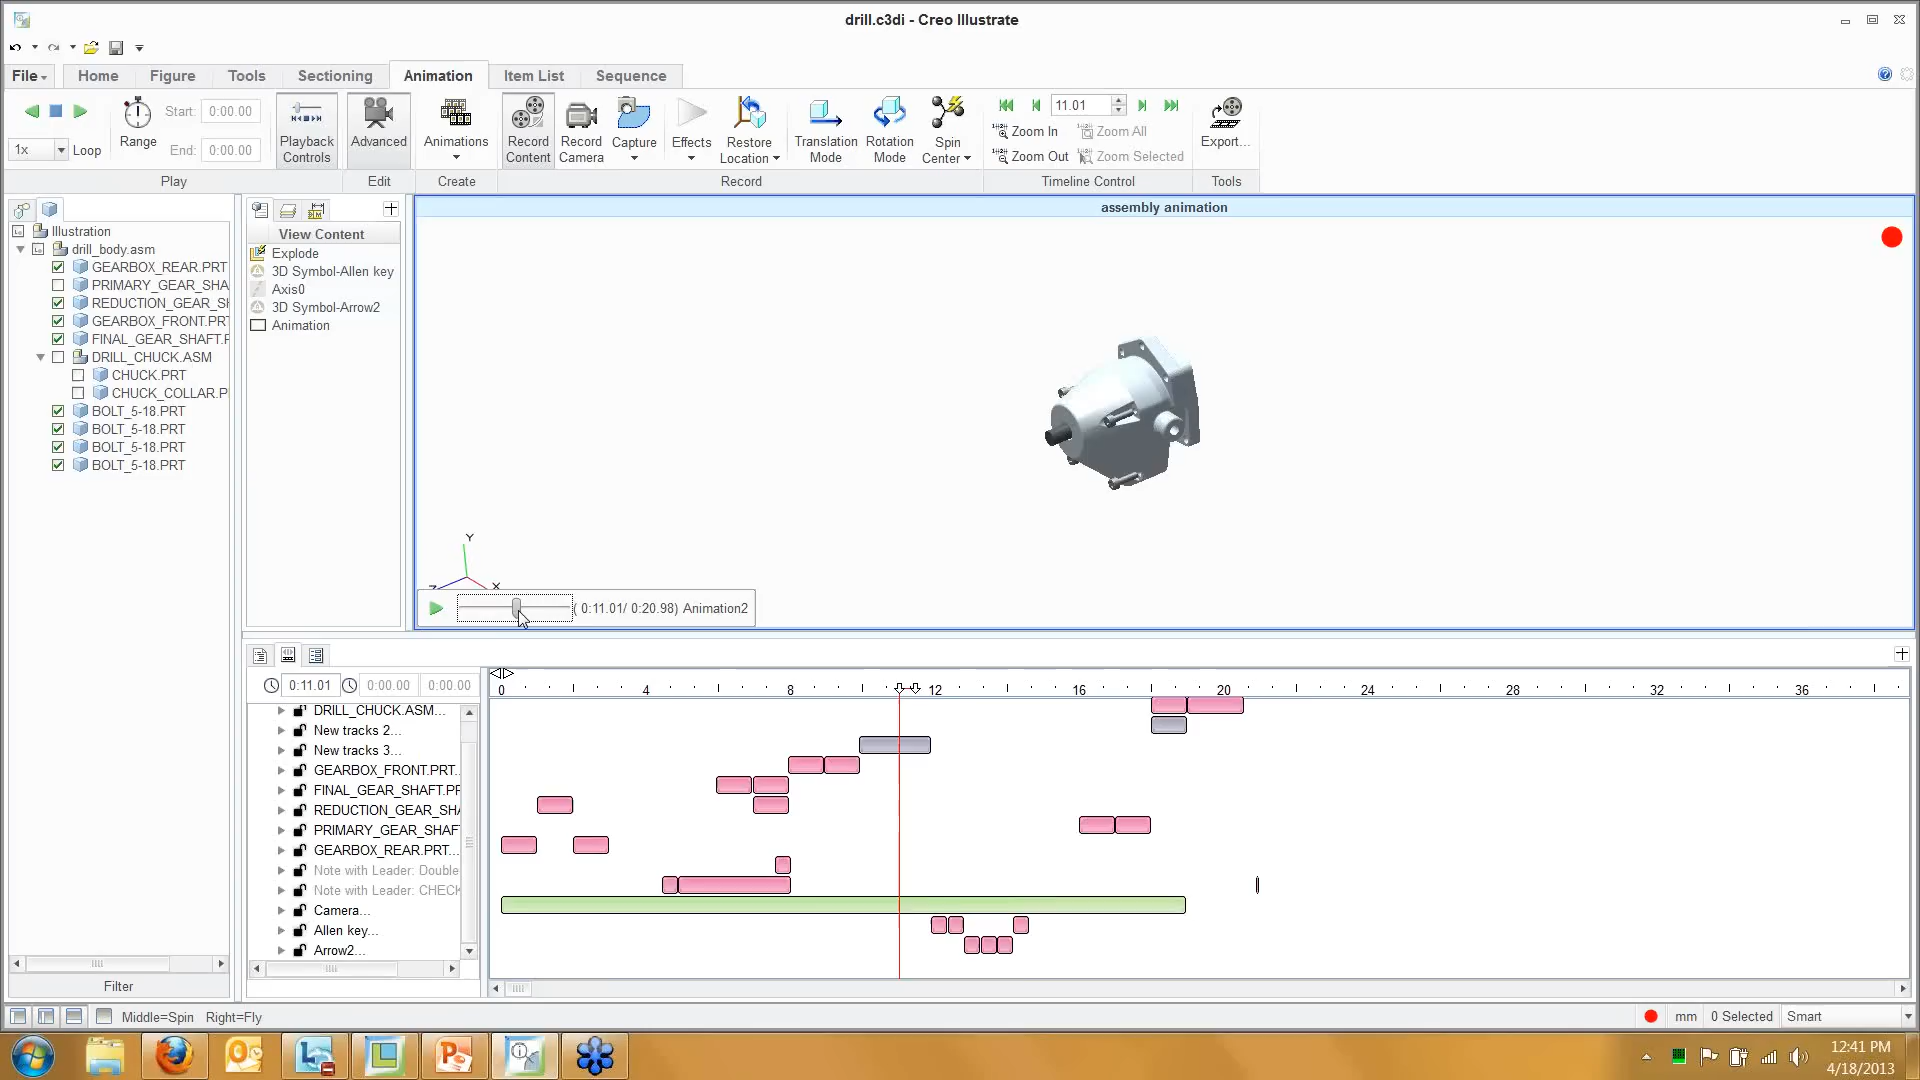 drill.c3di - Creo Illustrate
File Home Figure Tools Sectioning Animation Item List Sequence
Start: 0:00.00
End: 0:00.00
1x Loop
Range
Playback Controls
Advanced
Animations
Record Content
Record Camera
Capture
Effects
Restore Location
Translation Mode
Rotation Mode
Spin Center
11.01
Zoom In Zoom All
Zoom Out Zoom Selected
Export...
Play Edit Create Record Timeline Control Tools
Illustration
drill_body.asm
GEARBOX_REAR.PRT
PRIMARY_GEAR_SHA
REDUCTION_GEAR_SH
GEARBOX_FRONT.PRT
FINAL_GEAR_SHAFT.P
DRILL_CHUCK.ASM
CHUCK.PRT
CHUCK_COLLAR.P
BOLT_5-18.PRT
BOLT_5-18.PRT
BOLT_5-18.PRT
BOLT_5-18.PRT
Filter
View Content
Explode
3D Symbol-Allen key
Axis0
3D Symbol-Arrow2
Animation
assembly animation
Y
Z X
( 0:11.01/ 0:20.98) Animation2
0:11.01 0:00.00 0:00.00
0 4 8 12 16 20 24 28 32 36
DRILL_CHUCK.ASM...
New tracks 2...
New tracks 3...
GEARBOX_FRONT.PRT..
FINAL_GEAR_SHAFT.PF
REDUCTION_GEAR_SHA
PRIMARY_GEAR_SHAF
GEARBOX_REAR.PRT...
Note with Leader: Double
Note with Leader: CHECK
Camera...
Allen key...
Arrow2...
Middle=Spin Right=Fly
mm 0 Selected Smart
12:41 PM
4/18/2013